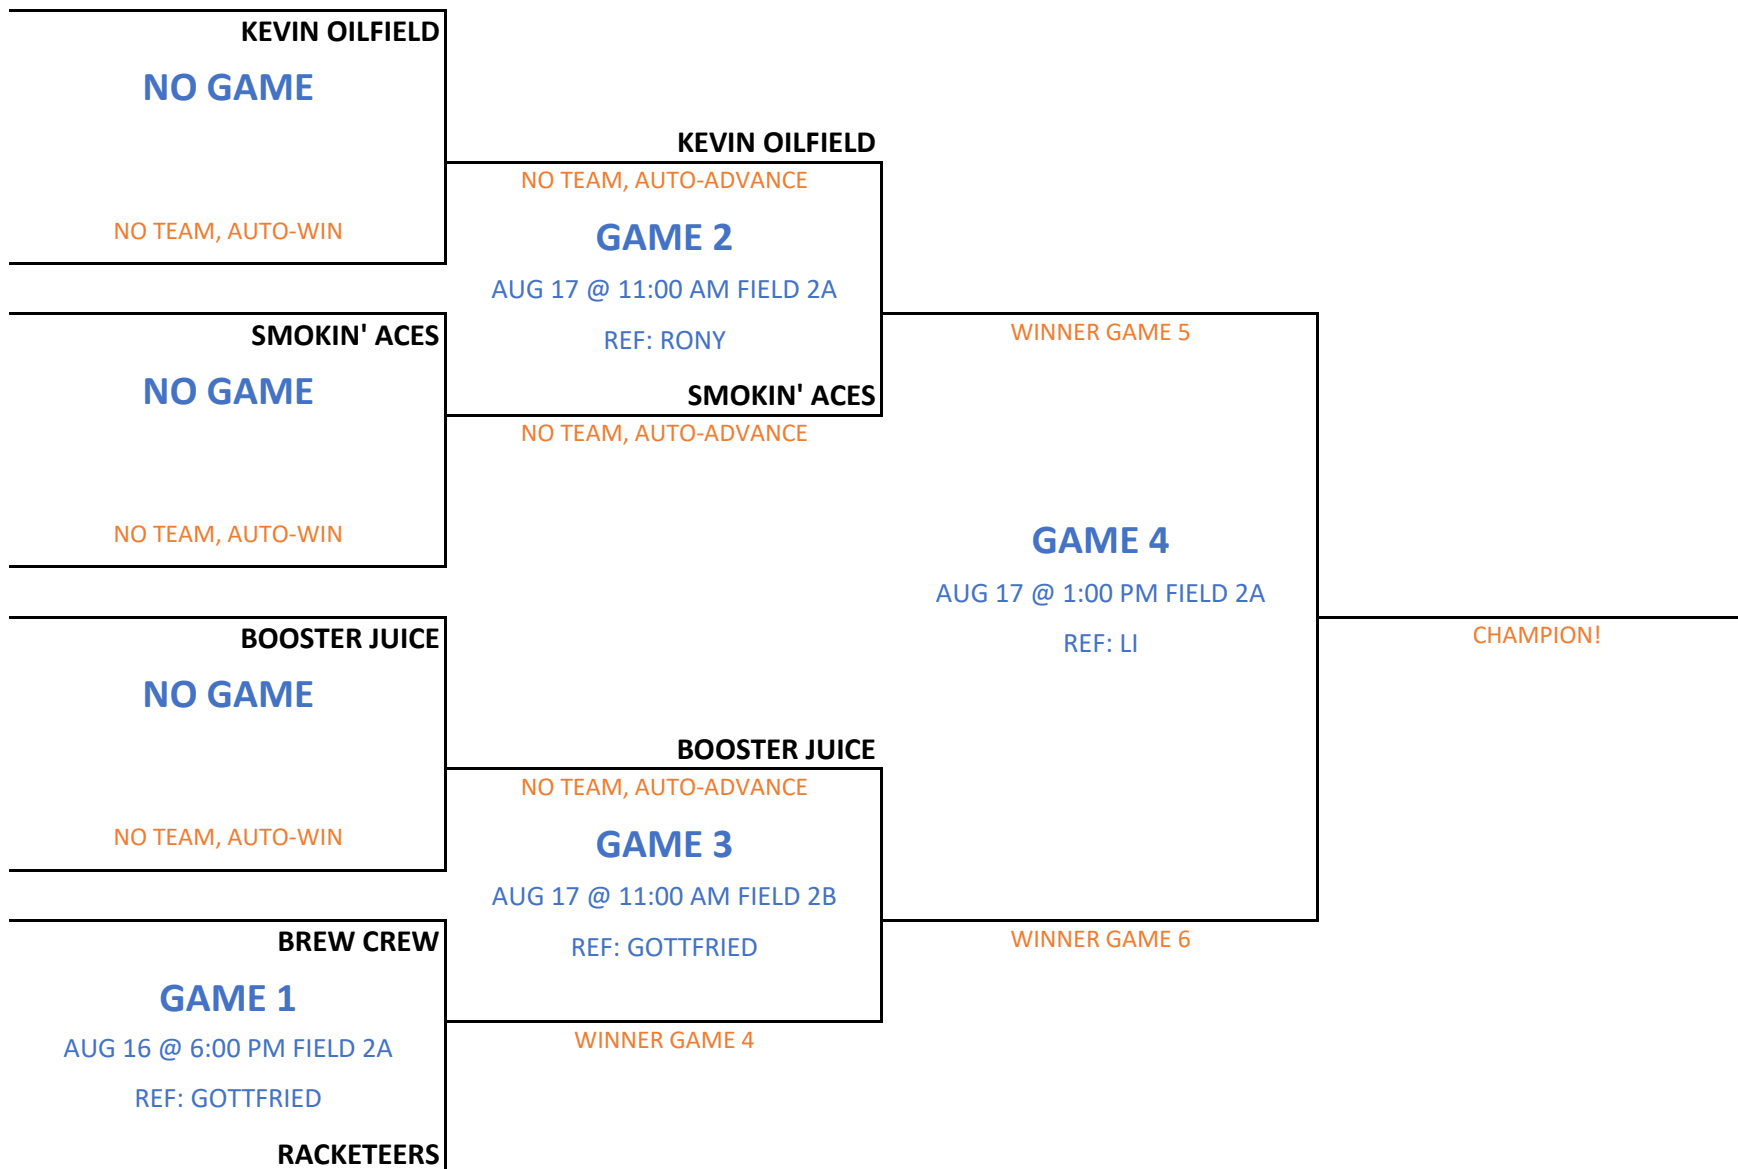 KEVIN OILFIELD
NO GAME
NO TEAM, AUTO-WIN
SMOKIN' ACES
NO GAME
NO TEAM, AUTO-WIN
BOOSTER JUICE
NO GAME
NO TEAM, AUTO-WIN
BREW CREW
GAME 1
AUG 16 @ 6:00 PM FIELD 2A
REF: GOTTFRIED
RACKETEERS
KEVIN OILFIELD
NO TEAM, AUTO-ADVANCE
GAME 2
AUG 17 @ 11:00 AM FIELD 2A
REF: RONY
SMOKIN' ACES
NO TEAM, AUTO-ADVANCE
BOOSTER JUICE
NO TEAM, AUTO-ADVANCE
GAME 3
AUG 17 @ 11:00 AM FIELD 2B
REF: GOTTFRIED
WINNER GAME 4
WINNER GAME 5
GAME 4
AUG 17 @ 1:00 PM FIELD 2A
REF: LI
WINNER GAME 6
CHAMPION!